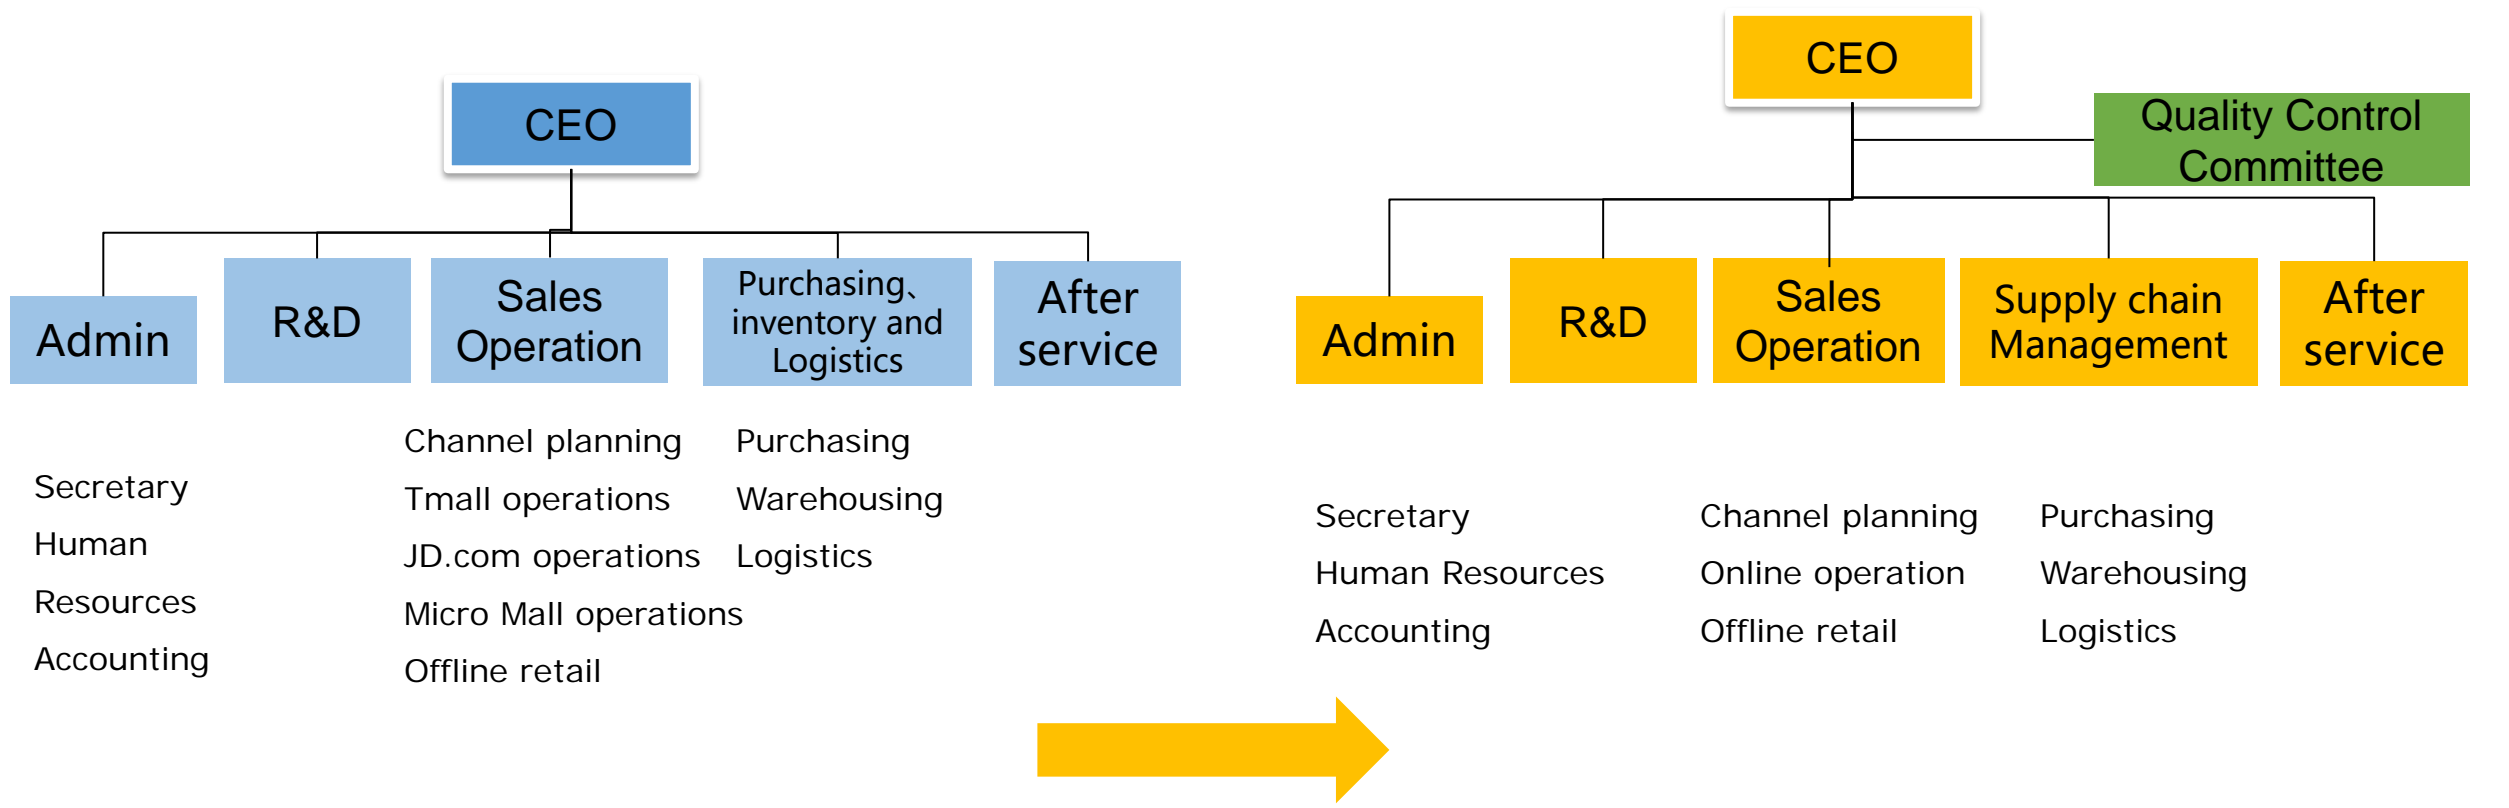 CEO
Admin
R&D
Sales
Operation
Purchasing、
inventory and
Logistics
After
service
Secretary
Human
Resources
Accounting
Channel planning
Tmall operations
JD.com operations
Micro Mall operations
Offline retail
Purchasing
Warehousing
Logistics
CEO
Quality Control
Committee
Admin
R&D
Sales
Operation
Supply chain
Management
After
service
Secretary
Human Resources
Accounting
Channel planning
Online operation
Offline retail
Purchasing
Warehousing
Logistics